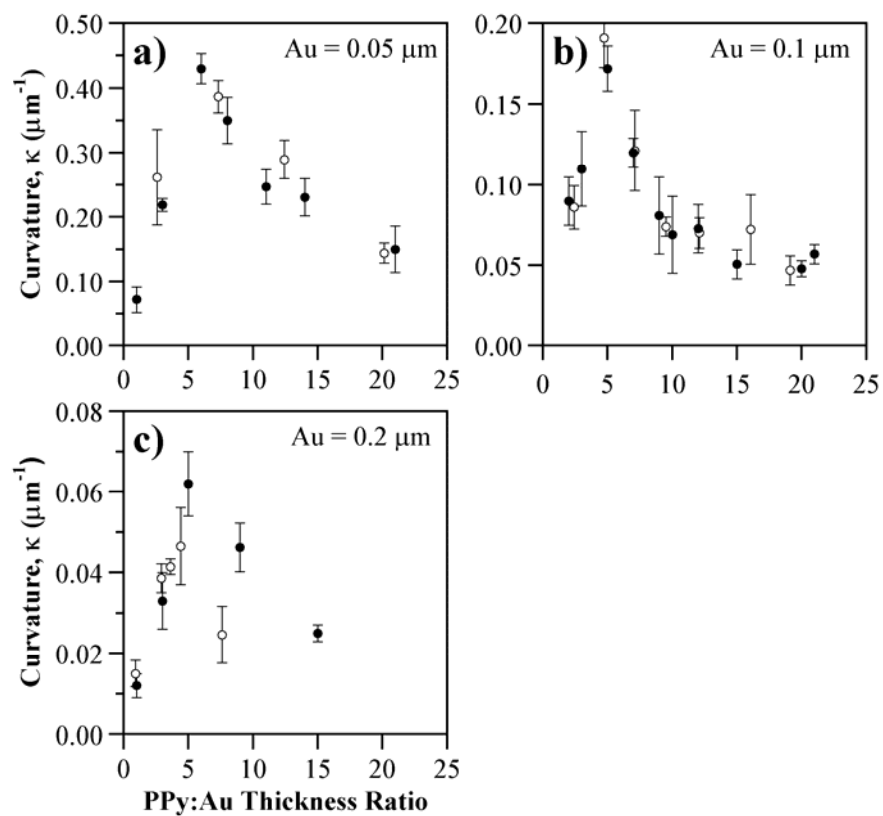 a)
Au = 0.05 μm
Curvature, κ (μm⁻¹)
0.50
0.40
0.30
0.20
0.10
0.00
0 5 10 15 20 25
b)
Au = 0.1 μm
0.20
0.15
0.10
0.05
0.00
0 5 10 15 20 25
c)
Au = 0.2 μm
Curvature, κ (μm⁻¹)
0.08
0.06
0.04
0.02
0.00
0 5 10 15 20 25
PPy:Au Thickness Ratio